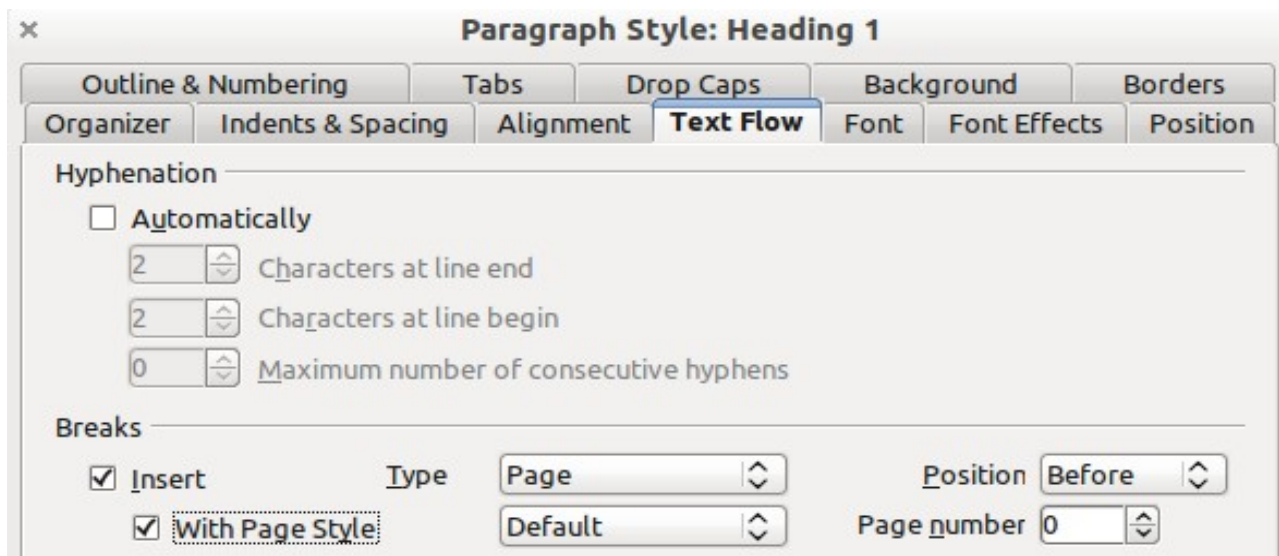 Paragraph Style: Heading 1
Outline & Numbering Tabs Drop Caps Background Borders
Organizer Indents & Spacing Alignment Text Flow Font Font Effects Position
Hyphenation
Automatically
2 Characters at line end
2 Characters at line begin
0 Maximum number of consecutive hyphens
Breaks
Insert Type Page Position Before
With Page Style Default Page number 0